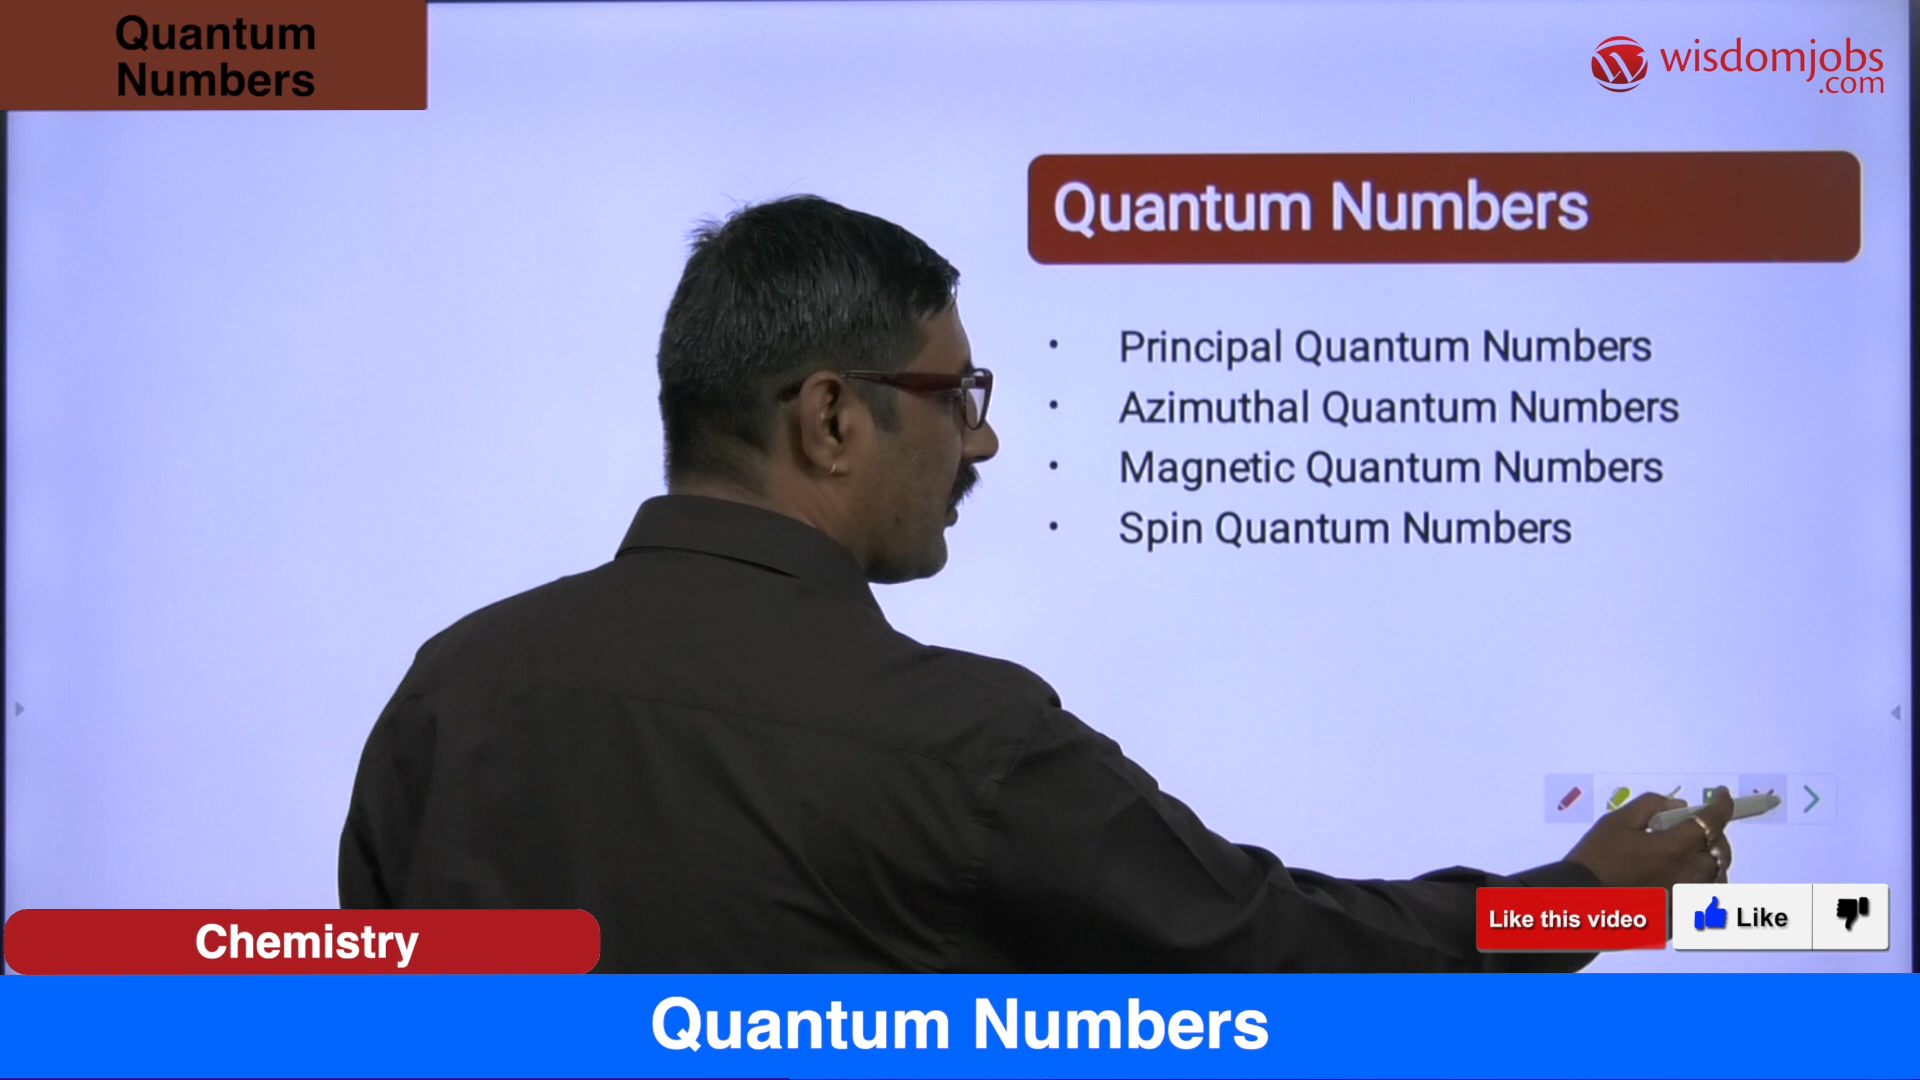 Quantum
Numbers
wisdomjobs
.com
Quantum Numbers
• Principal Quantum Numbers
• Azimuthal Quantum Numbers
• Magnetic Quantum Numbers
• Spin Quantum Numbers
Like this video
Like
Chemistry
Quantum Numbers